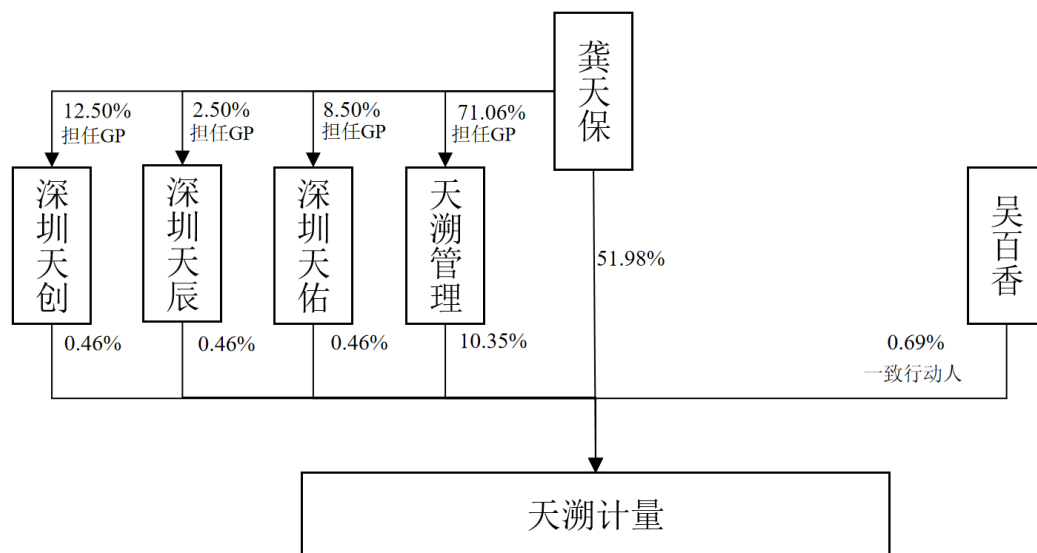 龚天保
12.50%
担任GP
2.50%
担任GP
8.50%
担任GP
71.06%
担任GP
深圳天创
深圳天辰
深圳天佑
天溯管理
吴百香
51.98%
0.46%
0.46%
0.46%
10.35%
0.69%
一致行动人
天溯计量